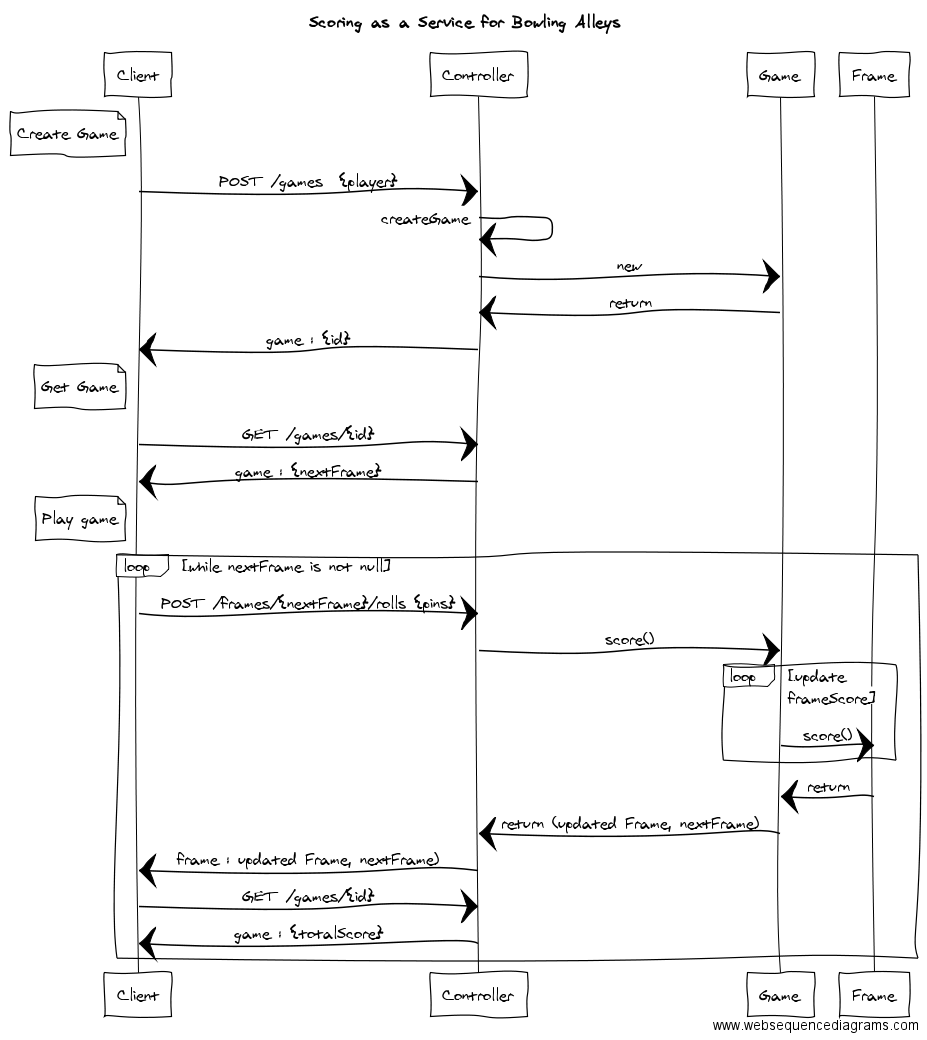 Scoring as a Service for Bowling Alleys
Client
Controller
Game
Frame
Create Game
POST /games {player}
createGame
new
return
game : {id}
Get Game
GET /games/{id}
game : {nextFrame}
Play game
loop [while nextFrame is not null]
POST /frames/{nextFrame}/rolls {pins}
score()
loop [update
frameScore]
score()
return
return (updated Frame, nextFrame)
frame : updated Frame, nextFrame)
GET /games/{id}
game : {totalScore}
Client
Controller
Game
Frame
www.websequencediagrams.com